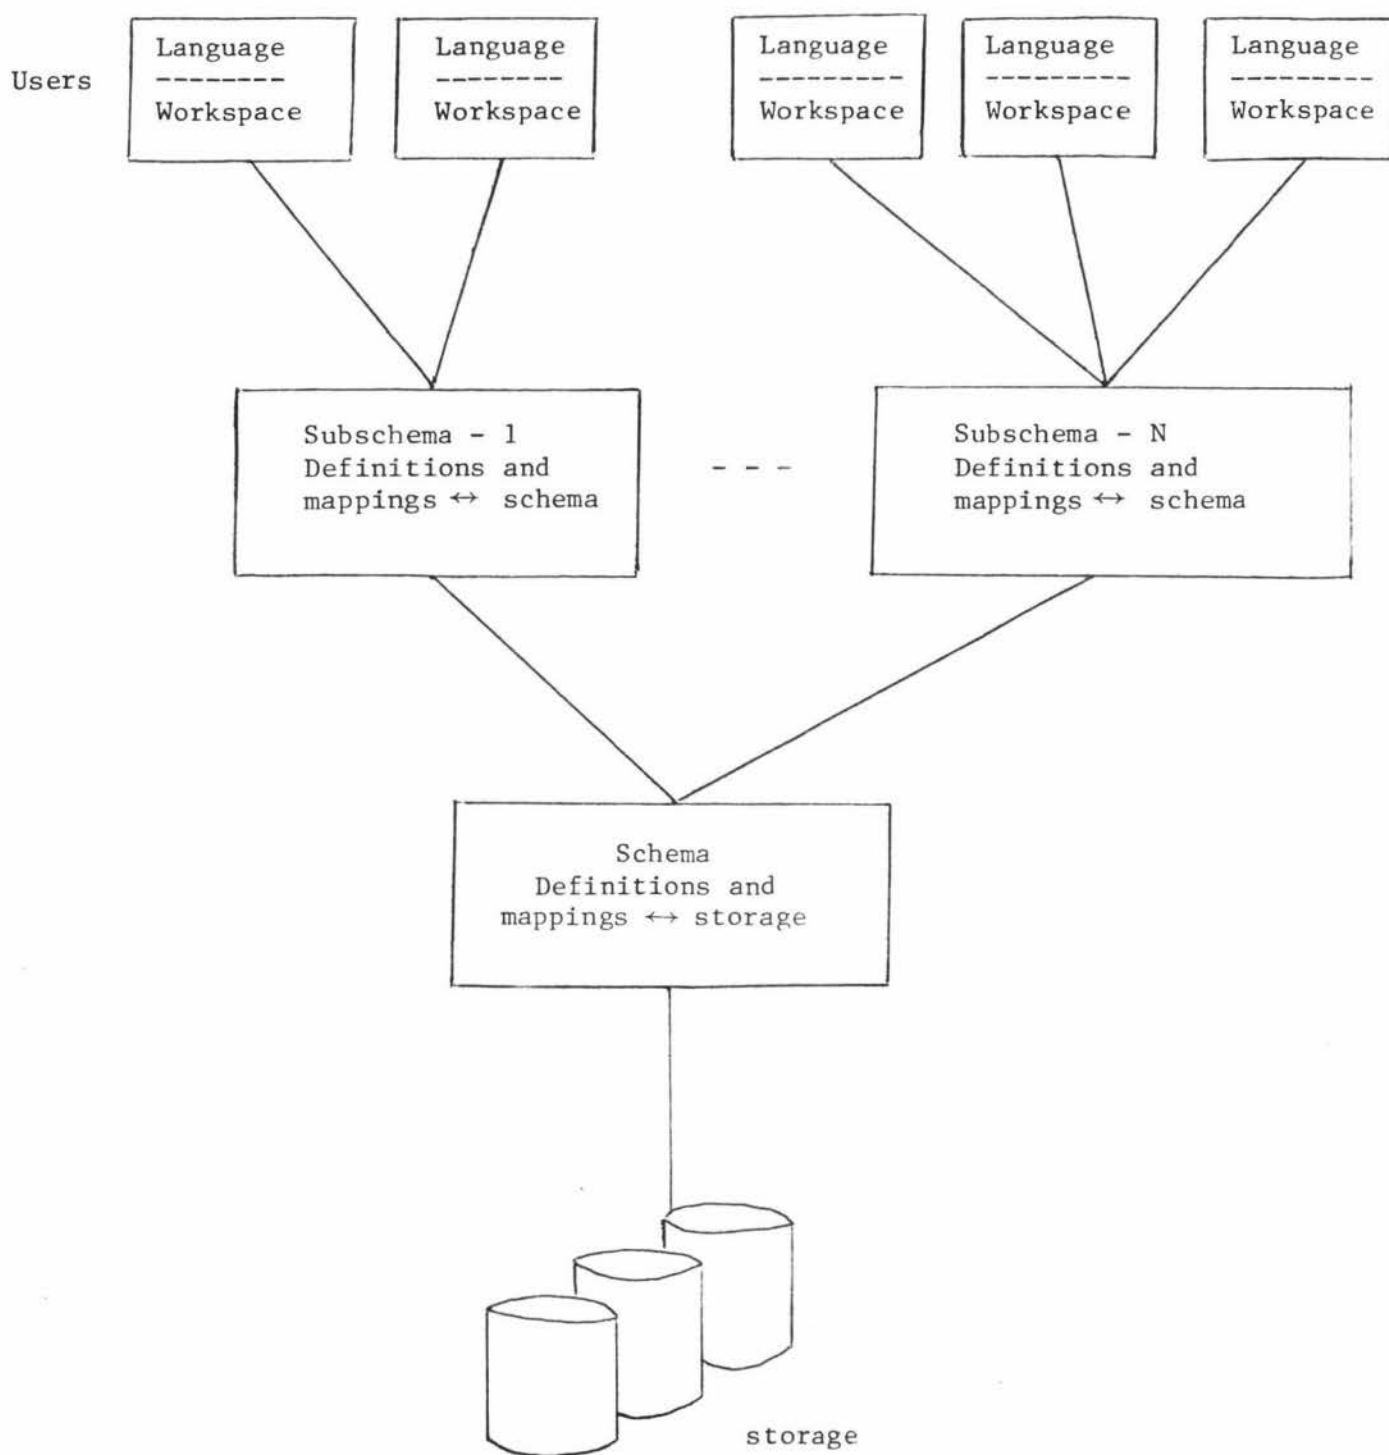 Users
Language
--------
Workspace
Language
--------
Workspace
Language
---------
Workspace
Language
---------
Workspace
Language
---------
Workspace
Subschema - 1
Definitions and
mappings ↔ schema
- - -
Subschema - N
Definitions and
mappings ↔ schema
Schema
Definitions and
mappings ↔ storage
storage